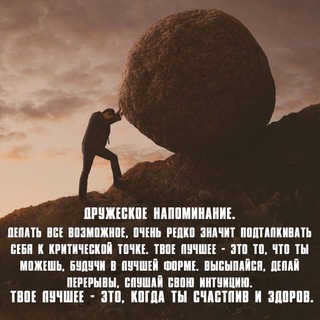 ДРУЖЕСКОЕ НАПОМИНАНИЕ.
ДЕЛАТЬ ВСЕ ВОЗМОЖНОЕ, ОЧЕНЬ РЕДКО ЗНАЧИТ ПОДТАЛКИВАТЬ
СЕБЯ К КРИТИЧЕСКОЙ ТОЧКЕ. ТВОЕ ЛУЧШЕЕ - ЭТО ТО, ЧТО ТЫ
МОЖЕШЬ, БУДУЧИ В ЛУЧШЕЙ ФОРМЕ. ВЫСЫПАЙСЯ, ДЕЛАЙ
ПЕРЕРЫВЫ, СЛУШАЙ СВОЮ ИНТУИЦИЮ.
ТВОЕ ЛУЧШЕЕ - ЭТО, КОГДА ТЫ СЧАСТЛИВ И ЗДОРОВ.